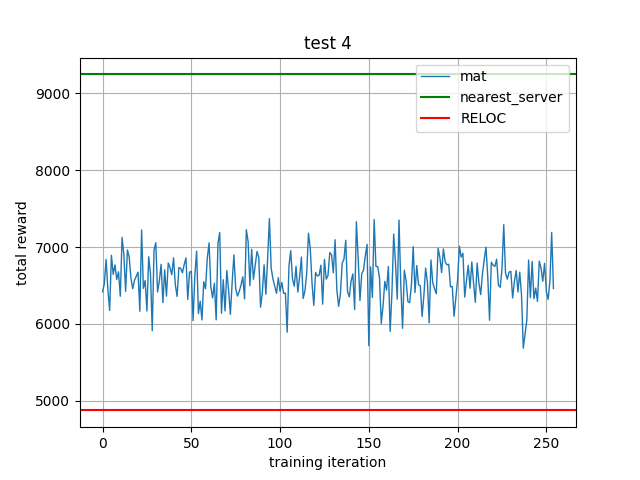 test 4
mat
nearest_server
RELOC
9000
8000
7000
6000
5000
total reward
0 50 100 150 200 250
training iteration